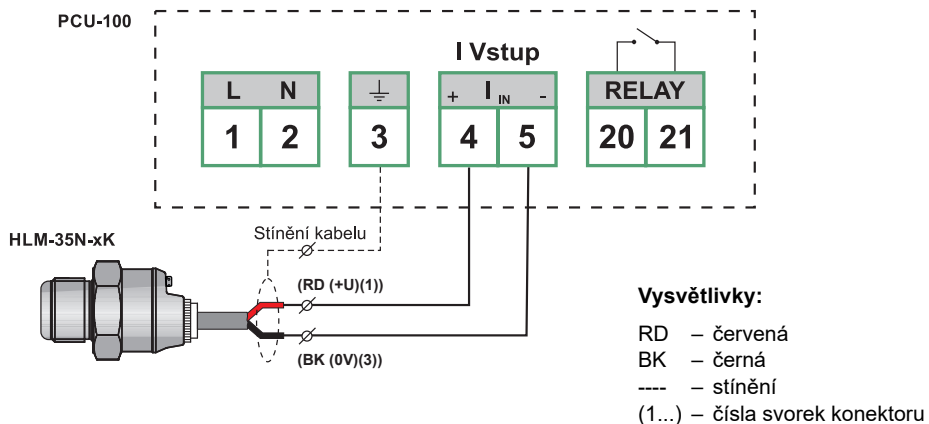 PCU-100
I Vstup
L N
⏚
+ I IN -
RELAY
1 2
3
4 5
20 21
Stínění kabelu
HLM-35N-xK
(RD (+U)(1))
(BK (0V)(3))
Vysvětlivky:
RD – červená
BK – černá
---- – stínění
(1...) – čísla svorek konektoru